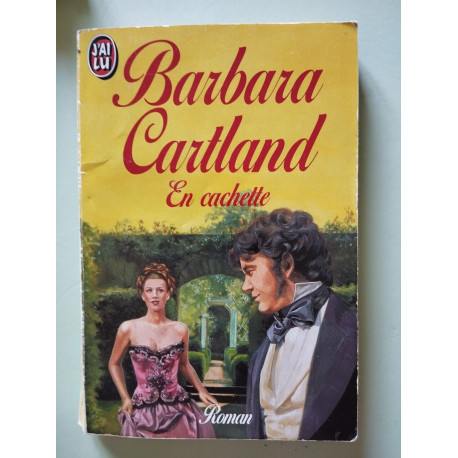 J'AI
LU
Barbara
Cartland
En cachette
Roman